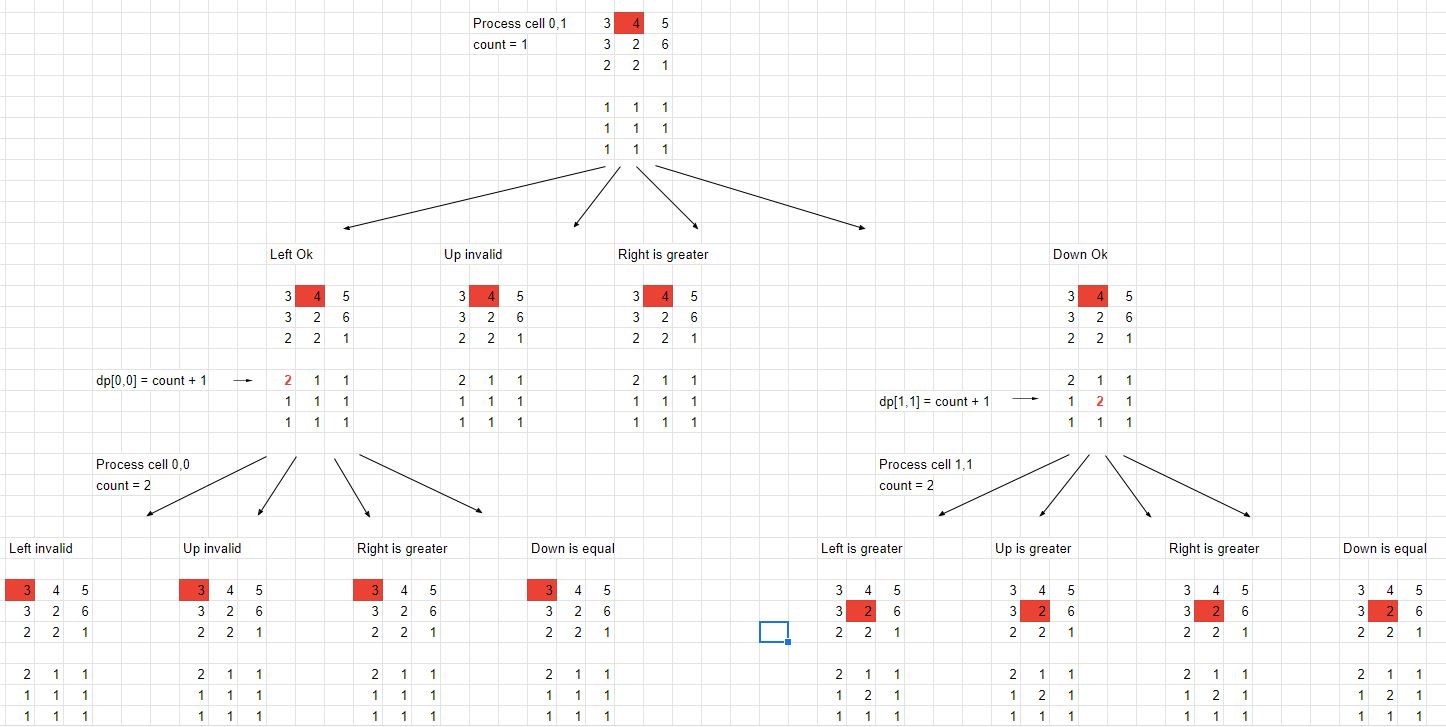 Process cell 0,1 3 4 5
count = 1 3 2 6
2 2 1
1 1 1
1 1 1
1 1 1
Left Ok Up invalid Right is greater Down Ok
3 4 5 3 4 5 3 4 5 3 4 5
3 2 6 3 2 6 3 2 6 3 2 6
2 2 1 2 2 1 2 2 1 2 2 1
dp[0,0] = count + 1 2 1 1 2 1 1 2 1 1 2 1 1
1 1 1 1 1 1 1 1 1 dp[1,1] = count + 1 1 2 1
1 1 1 1 1 1 1 1 1 1 1 1
Process cell 0,0 Process cell 1,1
count = 2 count = 2
Left invalid Up invalid Right is greater Down is equal Left is greater Up is greater Right is greater Down is equal
3 4 5 3 4 5 3 4 5 3 4 5 3 4 5 3 4 5 3 4 5 3 4 5
3 2 6 3 2 6 3 2 6 3 2 6 3 2 6 3 2 6 3 2 6 3 2 6
2 2 1 2 2 1 2 2 1 2 2 1 2 2 1 2 2 1 2 2 1 2 2 1
2 1 1 2 1 1 2 1 1 2 1 1 2 1 1 2 1 1 2 1 1 2 1 1
1 1 1 1 1 1 1 1 1 1 1 1 1 2 1 1 2 1 1 2 1 1 2 1
1 1 1 1 1 1 1 1 1 1 1 1 1 1 1 1 1 1 1 1 1 1 1 1